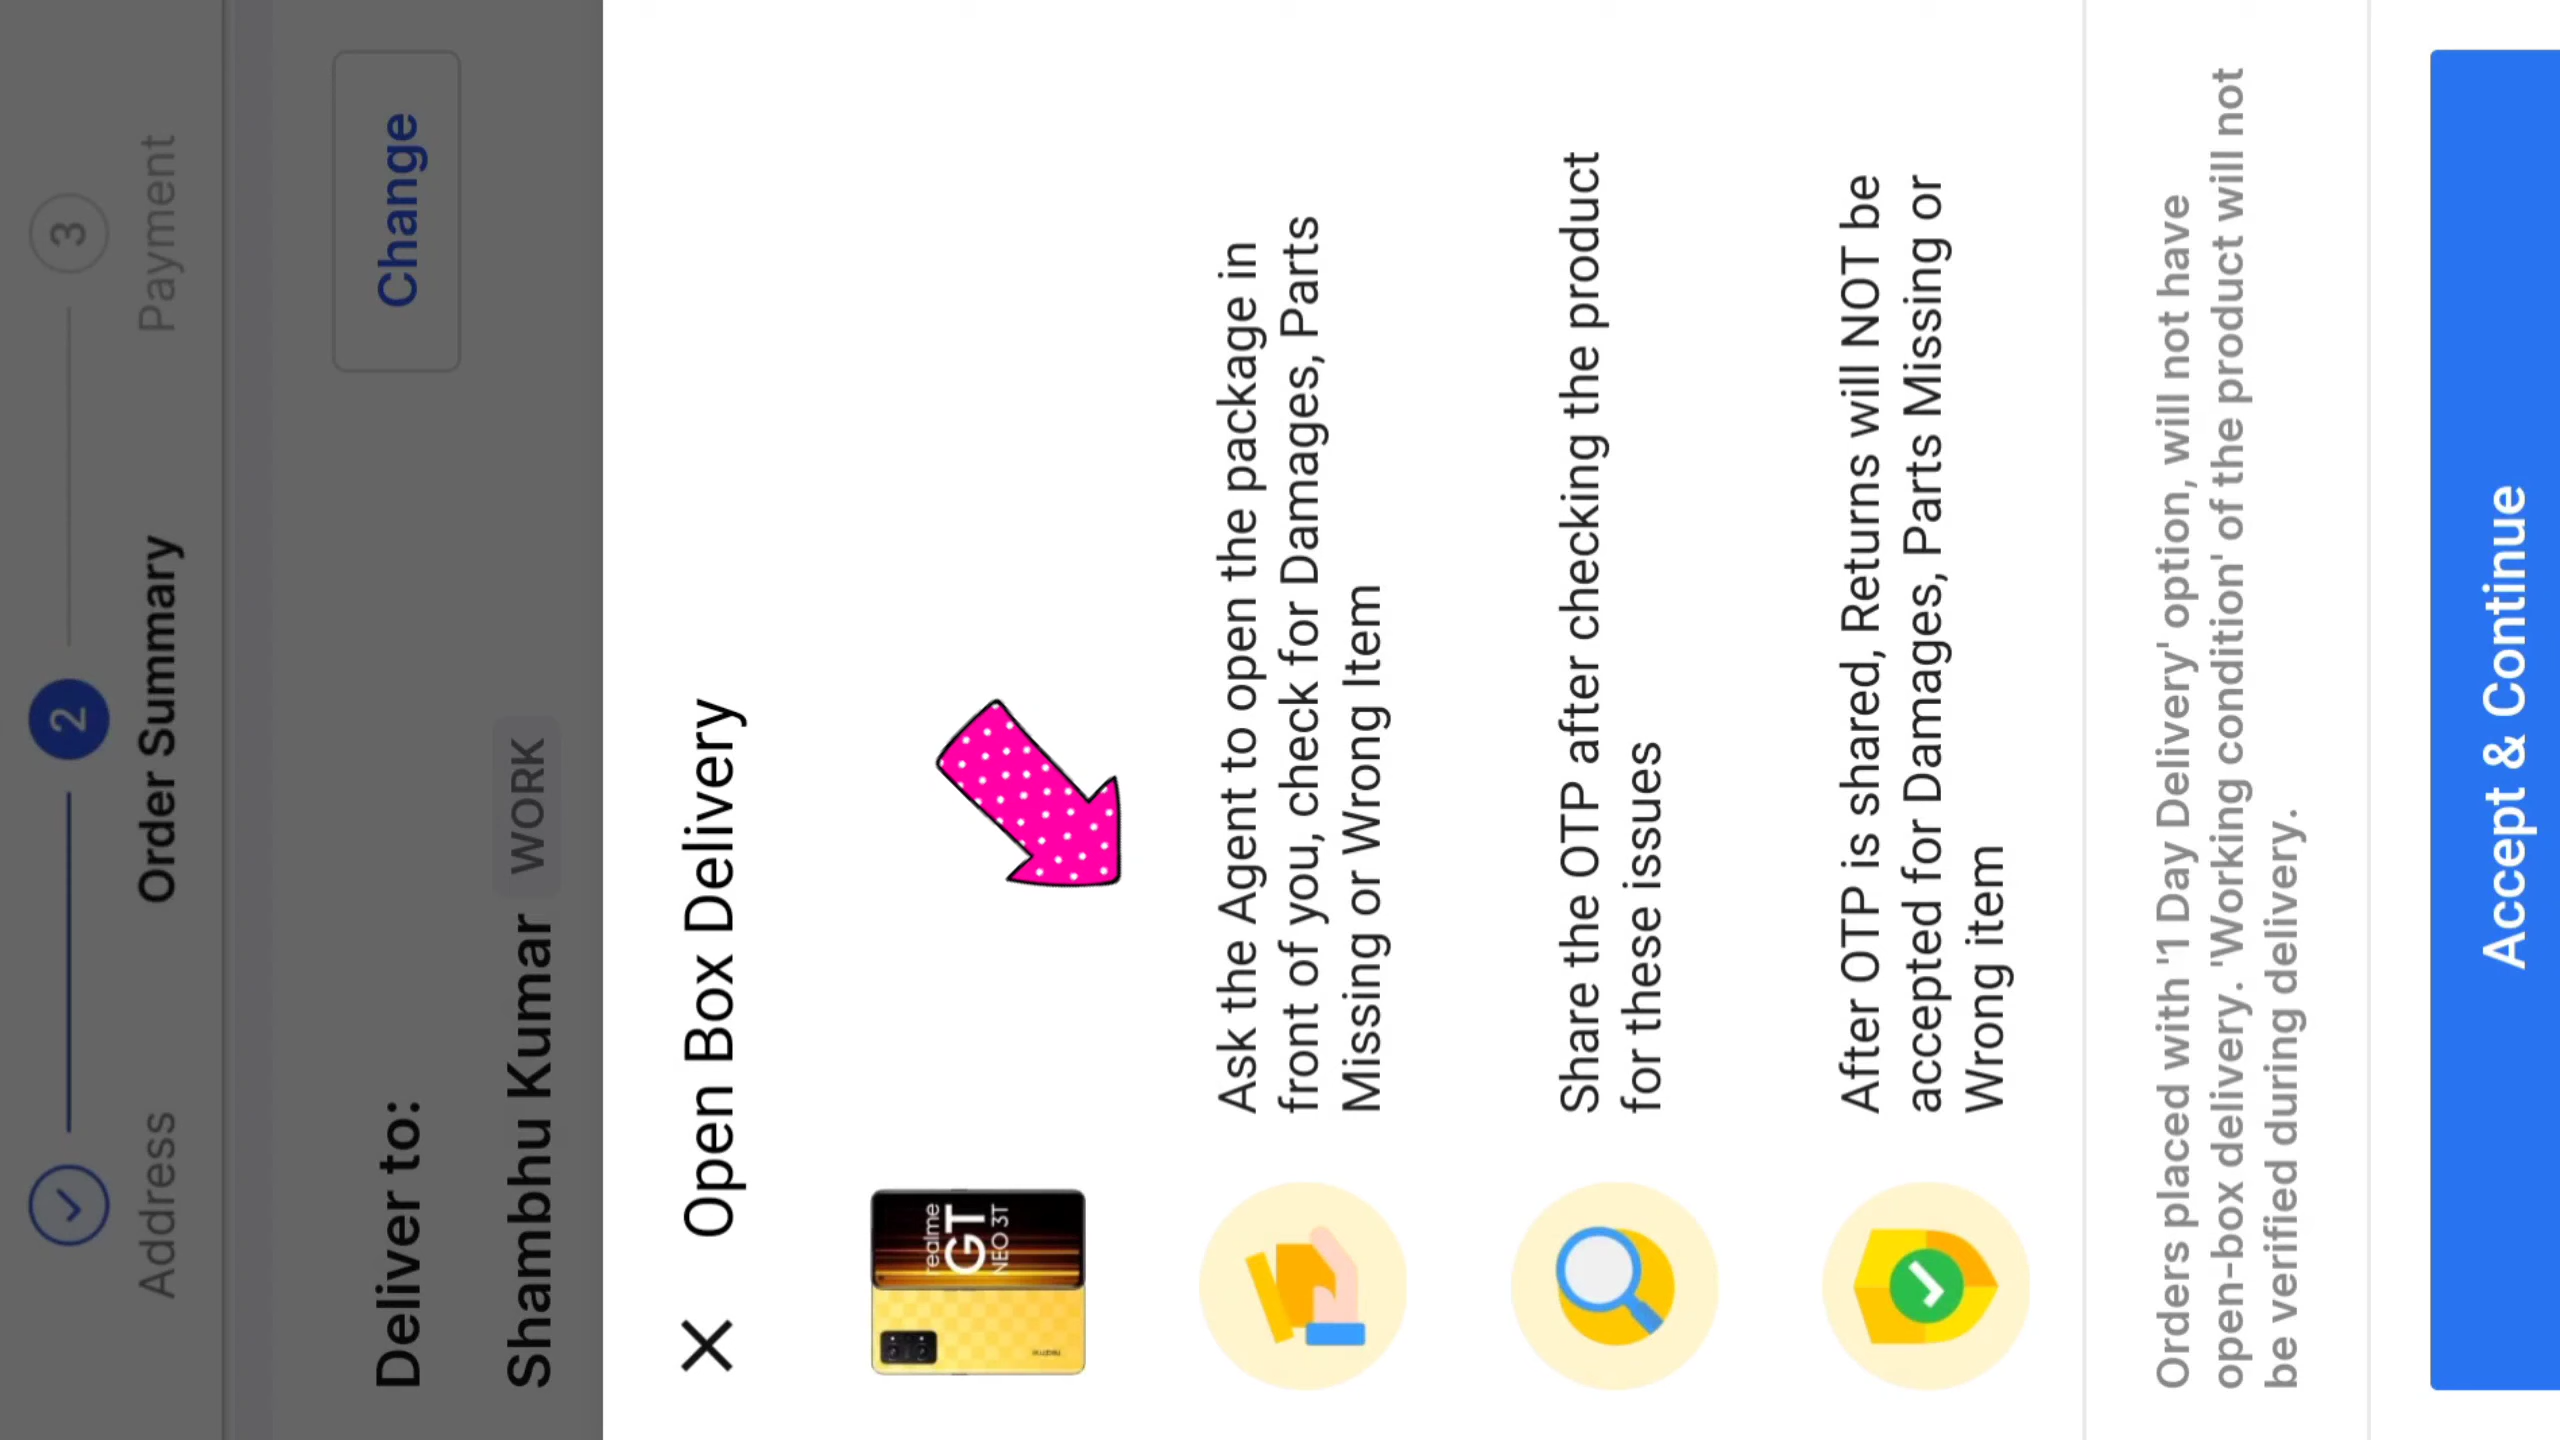 Address
2
Order Summary
3
Payment
Deliver to:
Change
Shambhu Kumar WORK
Open Box Delivery
realme
GT
NEO 3T
realme
Ask the Agent to open the package in
front of you, check for Damages, Parts
Missing or Wrong Item
Share the OTP after checking the product
for these issues
After OTP is shared, Returns will NOT be
accepted for Damages, Parts Missing or
Wrong item
Orders placed with '1 Day Delivery' option, will not have
open-box delivery. 'Working condition' of the product will not
be verified during delivery.
Accept & Continue